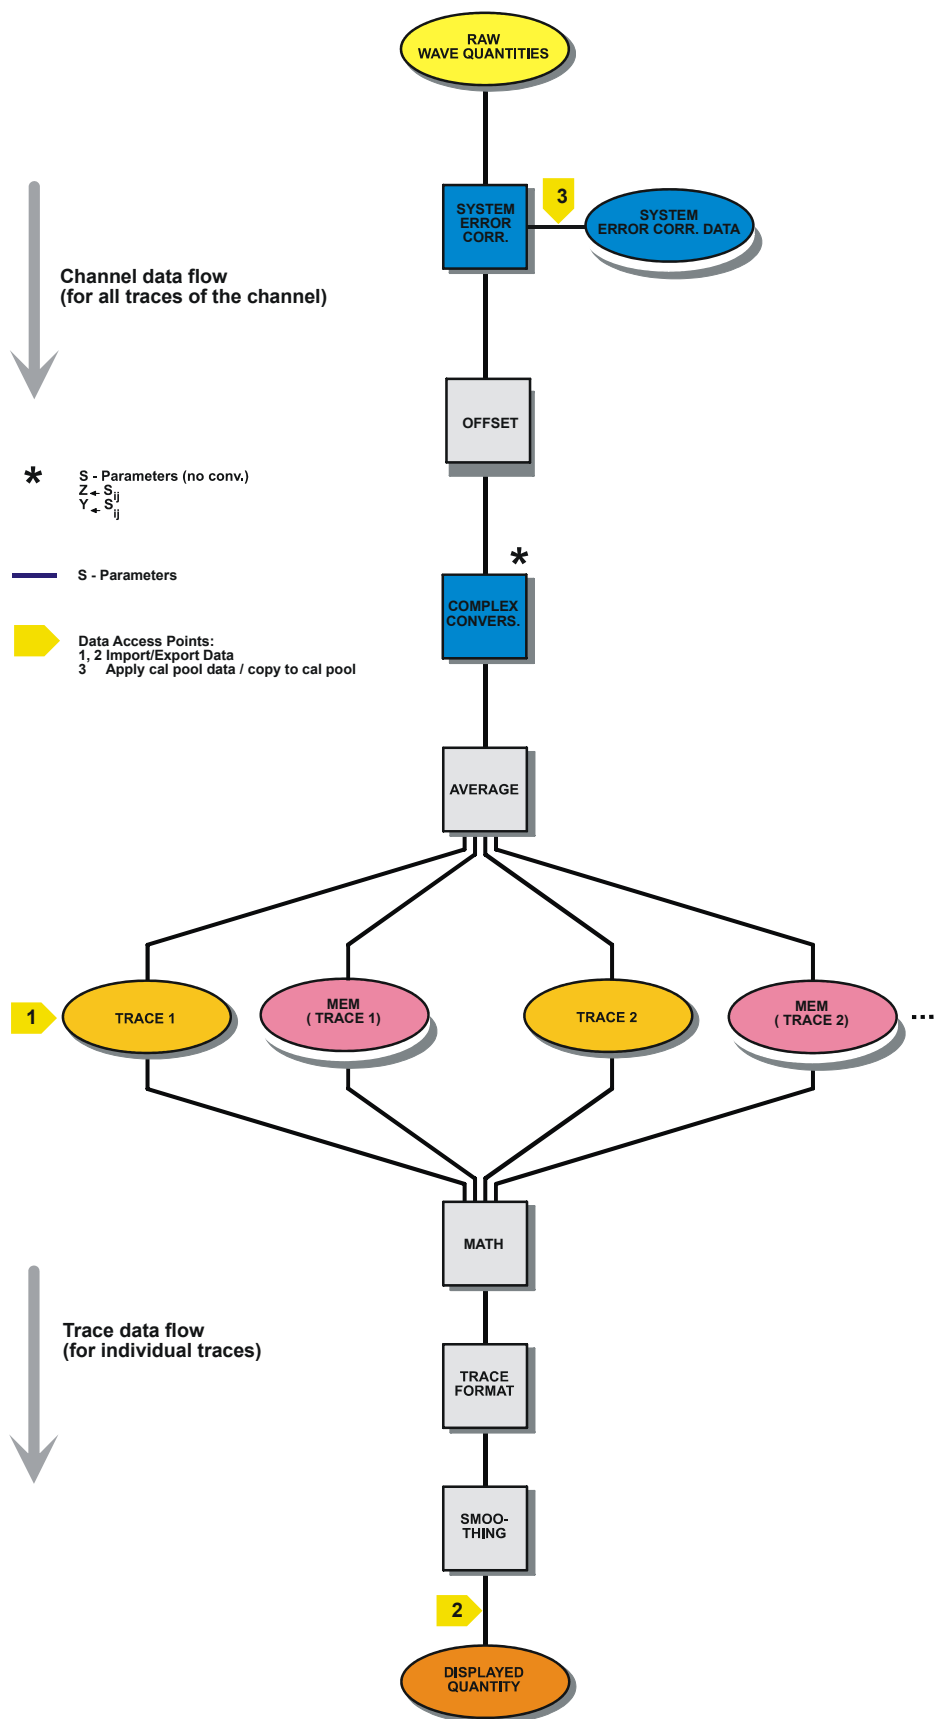 RAW
WAVE QUANTITIES
SYSTEM
ERROR
CORR.
3
SYSTEM
ERROR CORR. DATA
Channel data flow
(for all traces of the channel)
OFFSET
*
S - Parameters (no conv.)
Z ← Sij
Y ← Sij
*
COMPLEX
CONVERS.
S - Parameters
Data Access Points:
1, 2 Import/Export Data
3 Apply cal pool data / copy to cal pool
AVERAGE
1
TRACE 1
MEM
( TRACE 1)
TRACE 2
MEM
( TRACE 2)
...
MATH
Trace data flow
(for individual traces)
TRACE
FORMAT
SMOO-
THING
2
DISPLAYED
QUANTITY